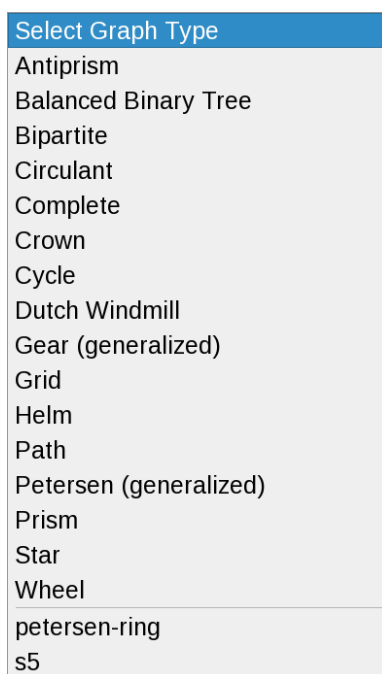 Select Graph Type
Antiprism
Balanced Binary Tree
Bipartite
Circulant
Complete
Crown
Cycle
Dutch Windmill
Gear (generalized)
Grid
Helm
Path
Petersen (generalized)
Prism
Star
Wheel
petersen-ring
s5